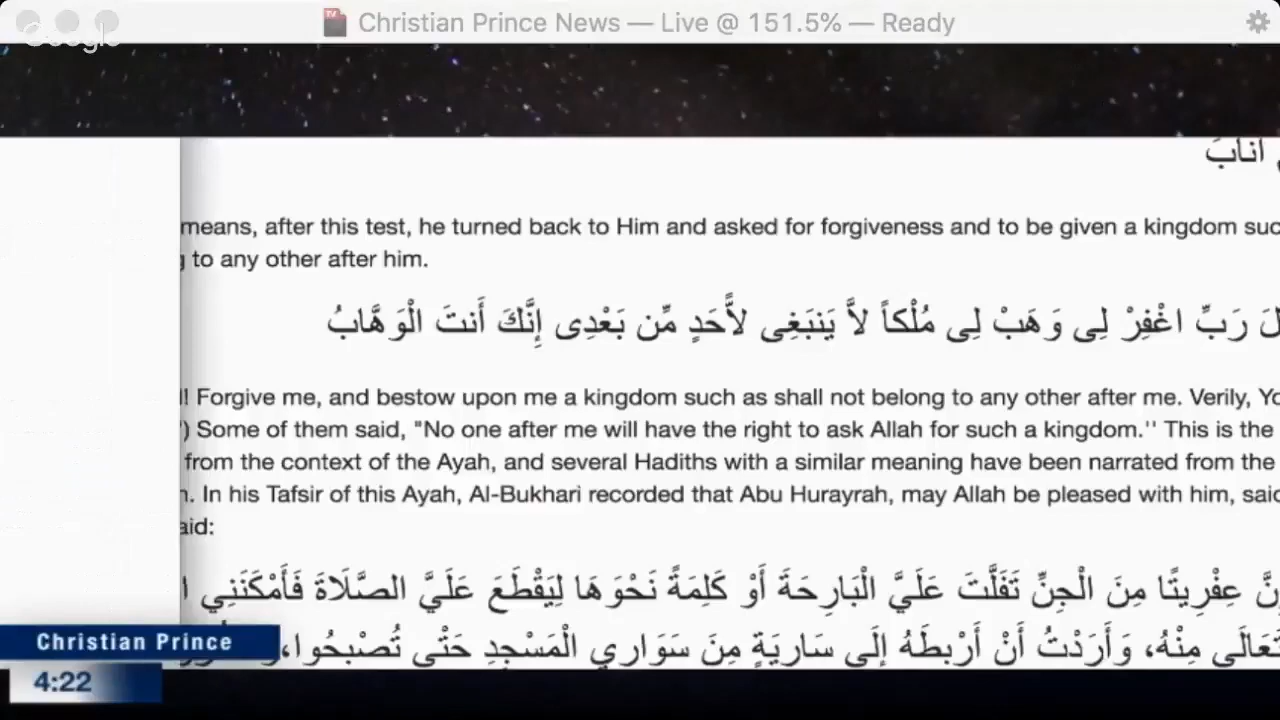 Christian Prince News — Live @ 151.5% — Ready
Google
أَنَابَ
means, after this test, he turned back to Him and asked for forgiveness and to be given a kingdom suc
to any other after him.
رَبِّ اغْفِرْ لِى وَهَبْ لِى مُلْكاً لاَّ يَنبَغِى لاًّحَدٍ مِّن بَعْدِى إِنَّكَ أَنتَ الْوَهَّابُ
! Forgive me, and bestow upon me a kingdom such as shall not belong to any other after me. Verily, Yo
) Some of them said, "No one after me will have the right to ask Allah for such a kingdom.'' This is the
from the context of the Ayah, and several Hadiths with a similar meaning have been narrated from the
. In his Tafsir of this Ayah, Al-Bukhari recorded that Abu Hurayrah, may Allah be pleased with him, said
aid:
عِفْرِيتًا مِنَ الْجِنِّ تَفَلَّتَ عَلَيَّ الْبَارِحَةَ أَوْ كَلِمَةً نَحْوَهَا لِيَقْطَعَ عَلَيَّ الصَّلَاةَ فَأَمْكَنَنِي
تَعَالَى مِنْهُ، وَأَرَدْتُ أَنْ أَرْبِطَهُ إِلَى سَارِيَةٍ مِنَ سَوَارِي الْمَسْجِدِ حَتْى تُصْبِحُوا،
Christian Prince
4:22